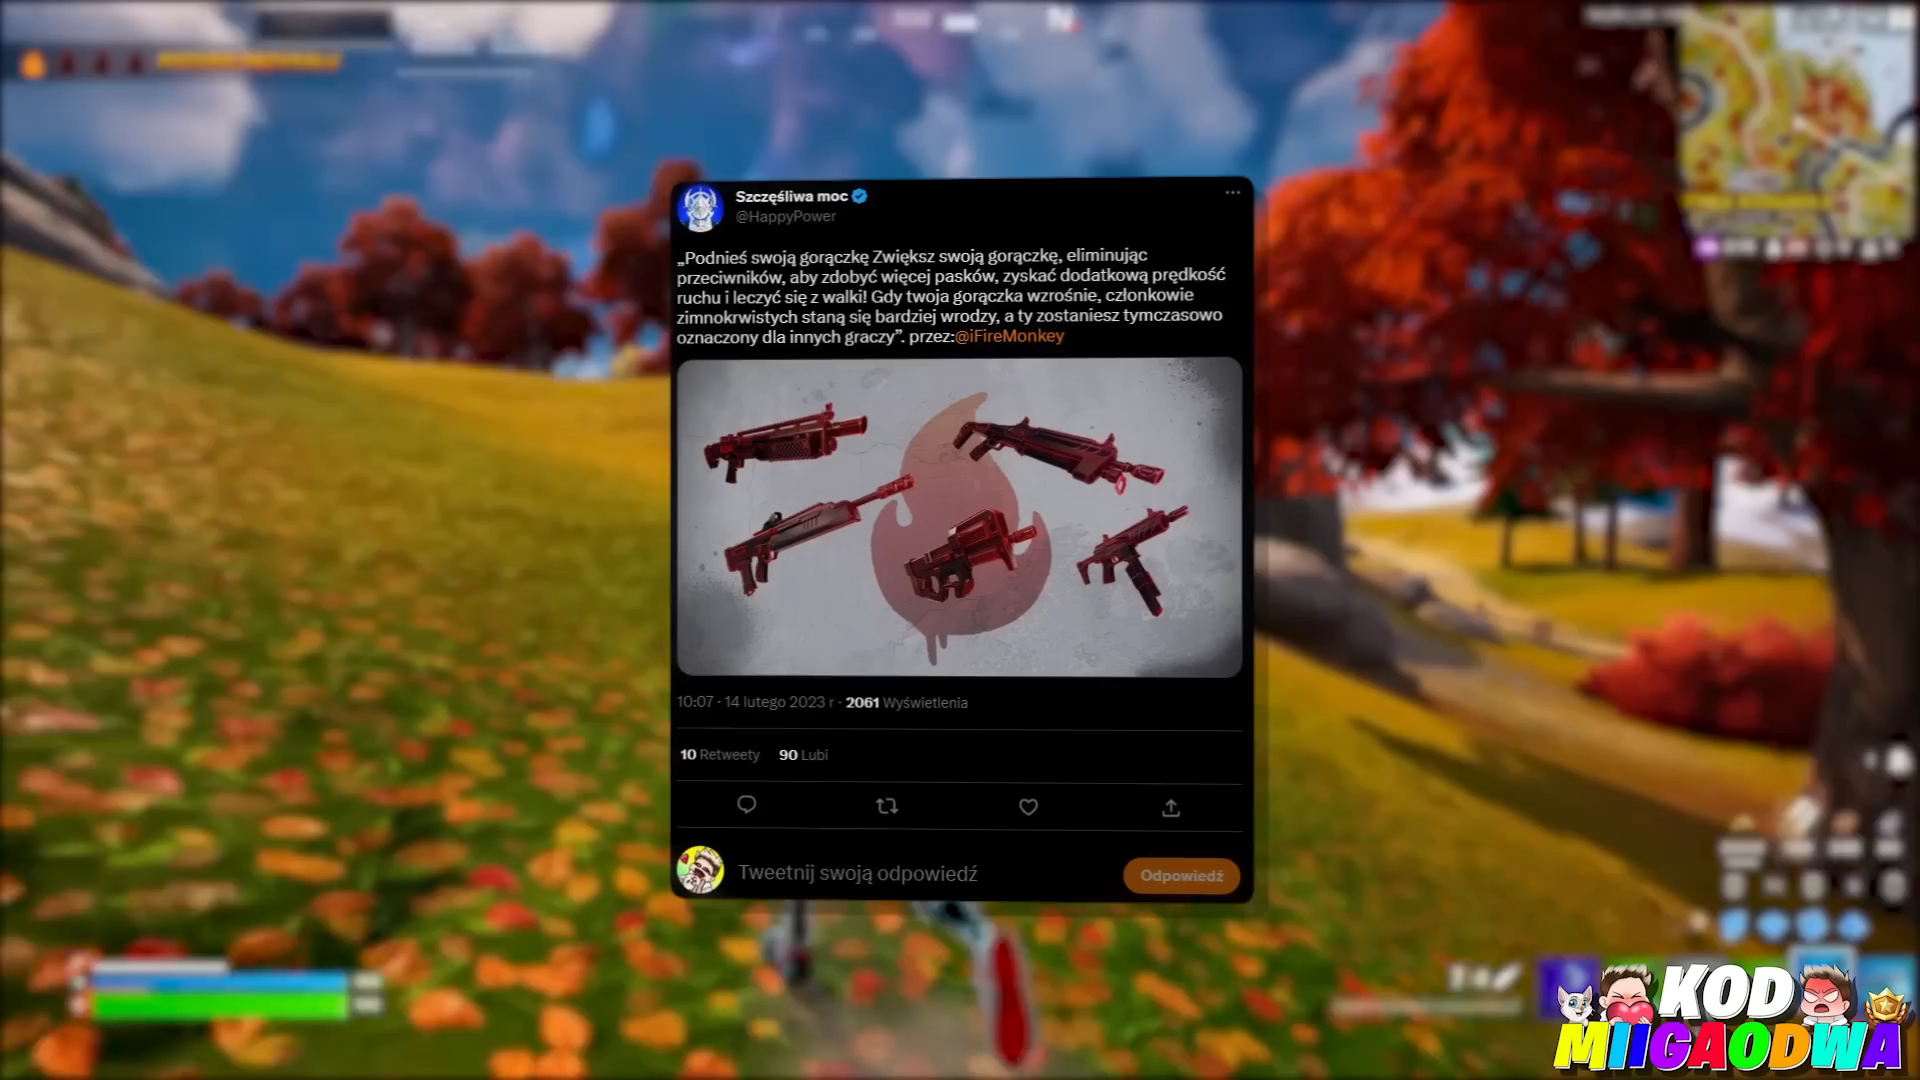 Szczęśliwa moc
@HappyPower
„Podnieś swoją gorączkę Zwiększ swoją gorączkę, eliminując
przeciwników, aby zdobyć więcej pasków, zyskać dodatkową prędkość
ruchu i leczyć się z walki! Gdy twoja gorączka wzrośnie, członkowie
zimnokrwistych staną się bardziej wrodzy, a ty zostaniesz tymczasowo
oznaczony dla innych graczy”. przez:@iFireMonkey
10:07 · 14 lutego 2023 r · 2061 Wyświetlenia
10 Retweety 90 Lubi
Tweetnij swoją odpowiedź
Odpowiedź
KOD
MIIGAODWA